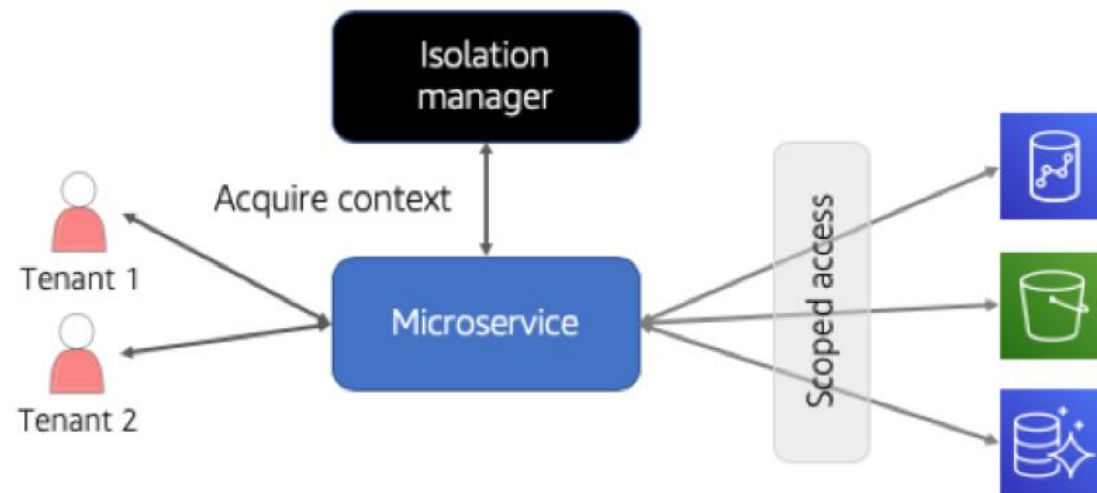 Isolation
manager
Acquire context
Tenant 1
Microservice
Scoped access
Tenant 2